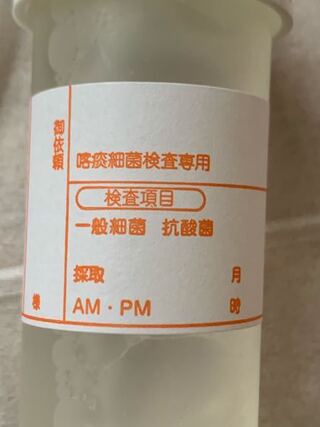 御依頼
様
喀痰細菌検査専用
検査項目
一般細菌 抗酸菌
採取 月
AM・PM 時